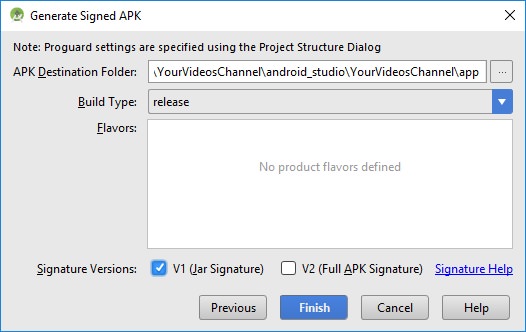 Generate Signed APK
Note: Proguard settings are specified using the Project Structure Dialog
APK Destination Folder: \YourVideosChannel\android_studio\YourVideosChannel\app ...
Build Type: release
Flavors:
No product flavors defined
Signature Versions: V1 (Jar Signature) V2 (Full APK Signature) Signature Help
Previous Finish Cancel Help